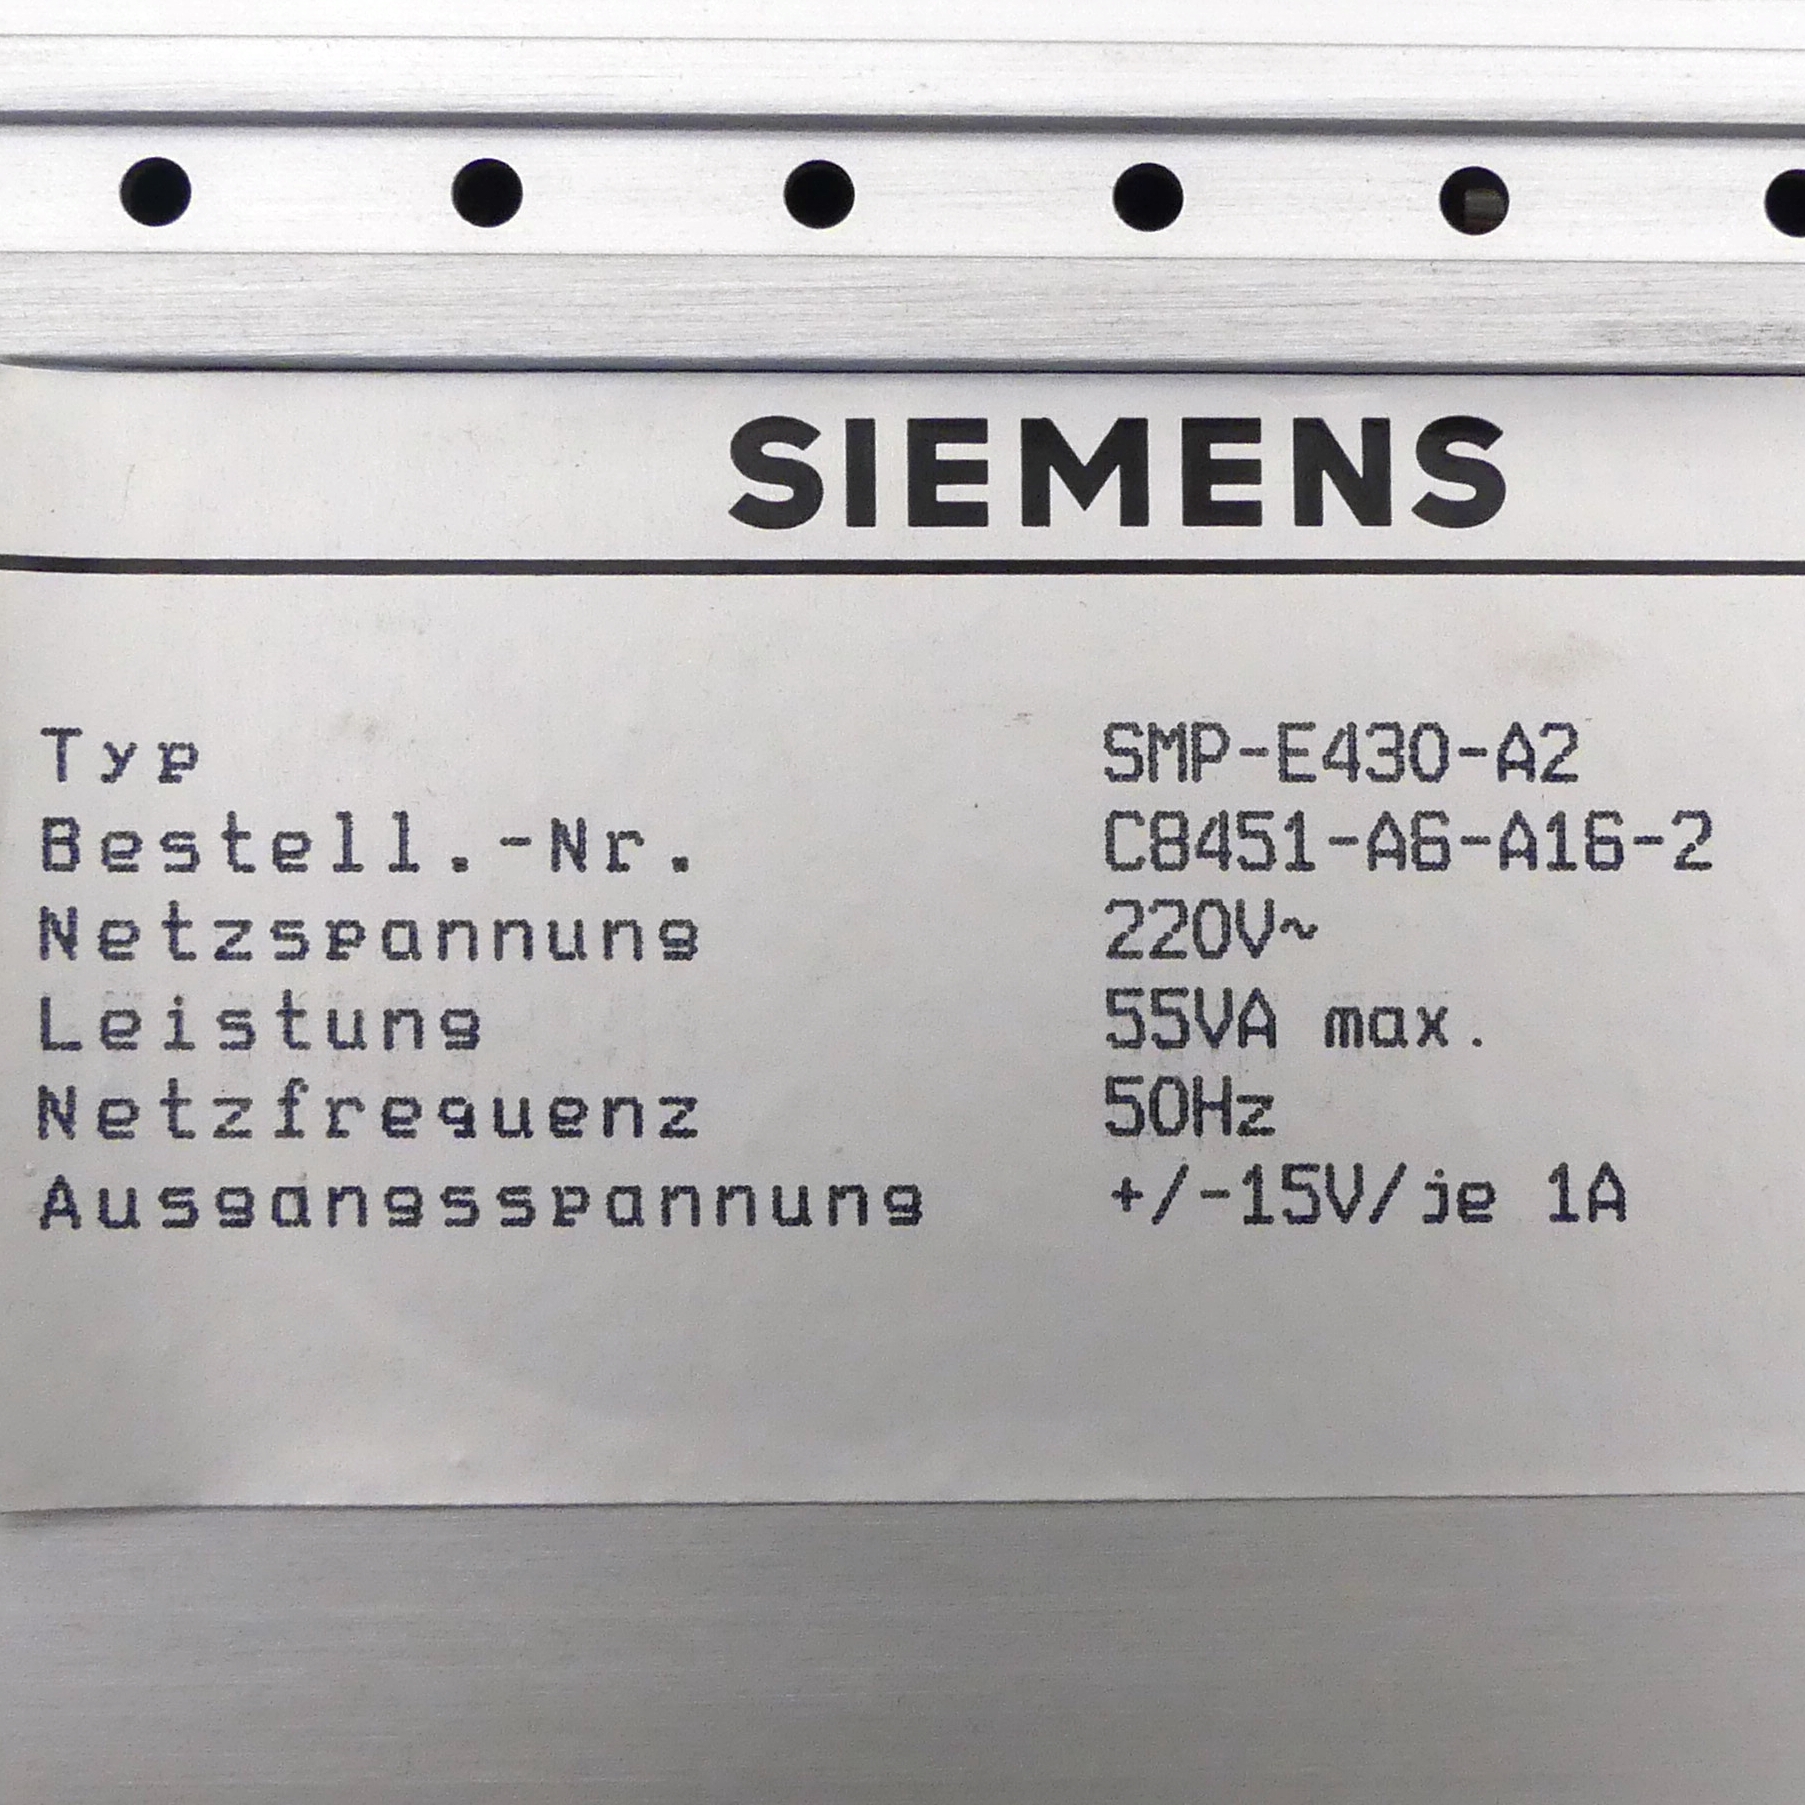 SIEMENS
Typ SMP-E430-A2
Bestell.-Nr. C8451-A6-A16-2
Netzspannung 220V~
Leistung 55VA max.
Netzfrequenz 50Hz
Ausgangsspannung +/-15V/je 1A